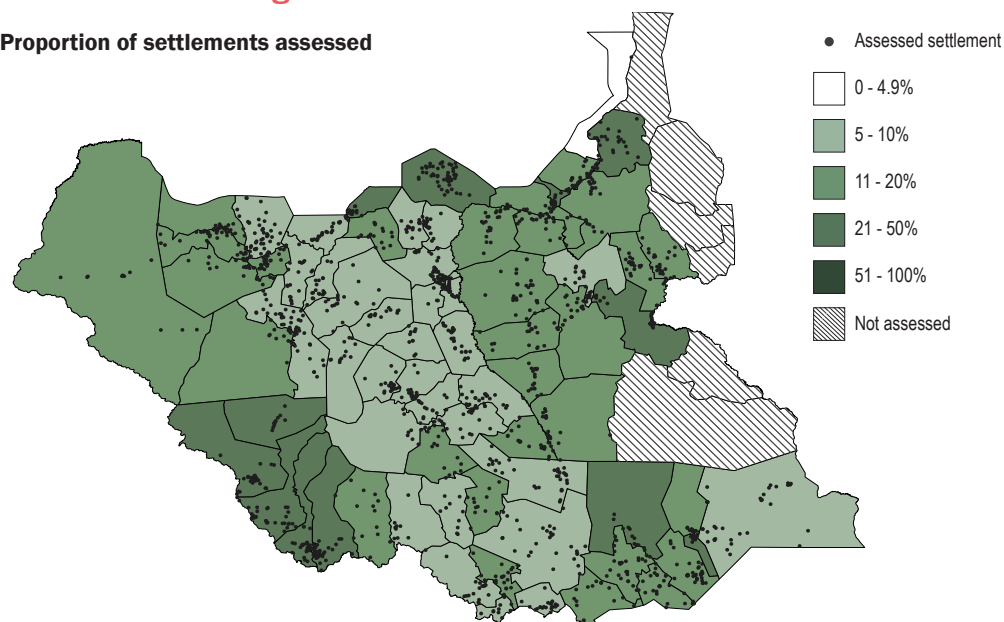 Proportion of settlements assessed
Assessed settlement
0 - 4.9%
5 - 10%
11 - 20%
21 - 50%
51 - 100%
Not assessed